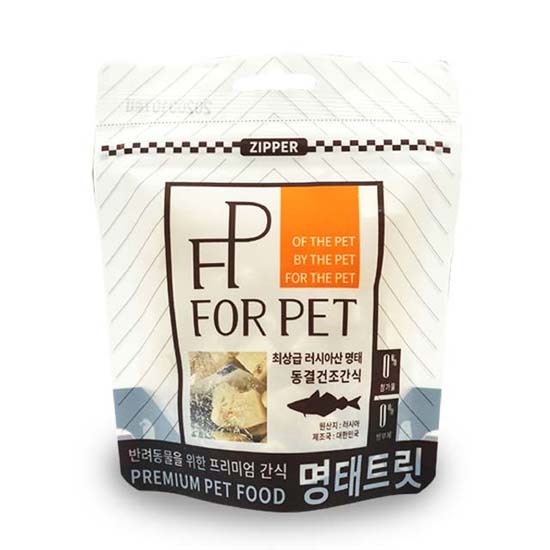 ZIPPER
FP
OF THE PET
BY THE PET
FOR THE PET
FOR PET
최상급 러시아산 명태
동결건조간식
원산지 : 러시아
제조국 : 대한민국
0%
첨가물
0%
방부제
반려동물을 위한 프리미엄 간식
PREMIUM PET FOOD
명태트릿